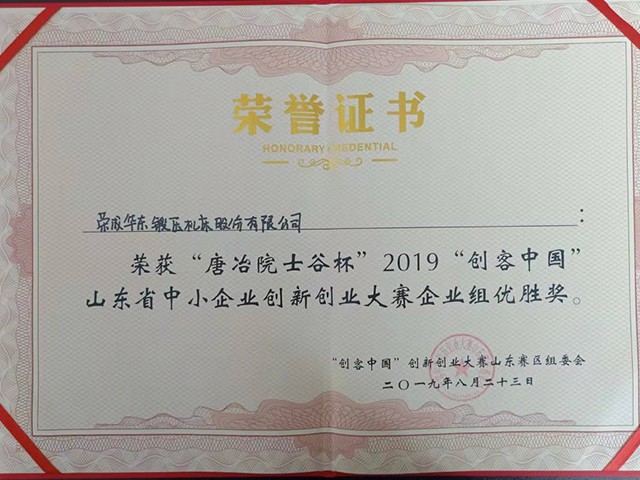 荣誉证书
HONORARY CREDENTIAL
荣成华东锻压机床股份有限公司：
荣获“唐冶院士谷杯”2019“创客中国”
山东省中小企业创新创业大赛企业组优胜奖。
“创客中国”创新创业大赛山东赛区组委会
二〇一九年八月二十三日